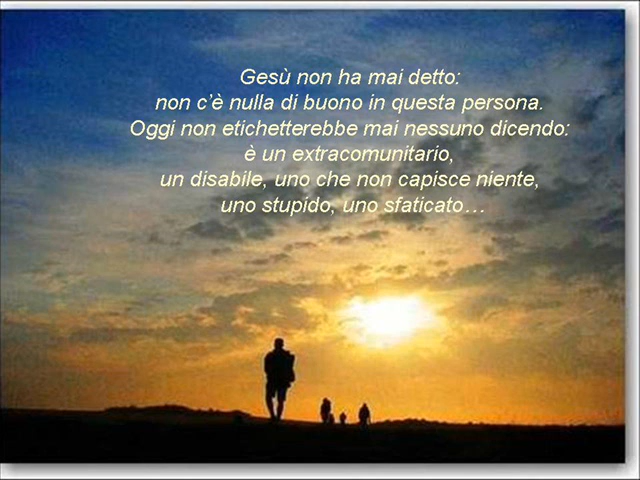 Gesù non ha mai detto:
non c’è nulla di buono in questa persona.
Oggi non etichetterebbe mai nessuno dicendo:
è un extracomunitario,
un disabile, uno che non capisce niente,
uno stupido, uno sfaticato…